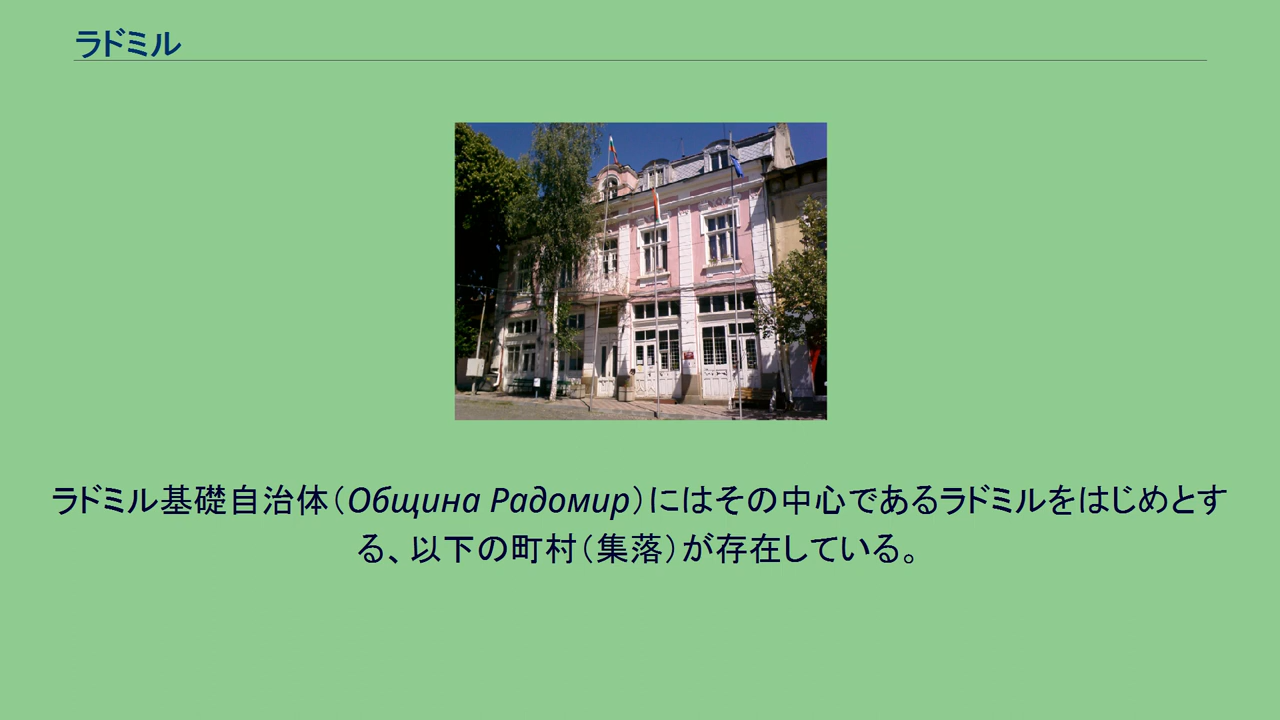 ラドミル
ラドミル基礎自治体（Община Радомир）にはその中心であるラドミルをはじめとす
る、以下の町村（集落）が存在している。